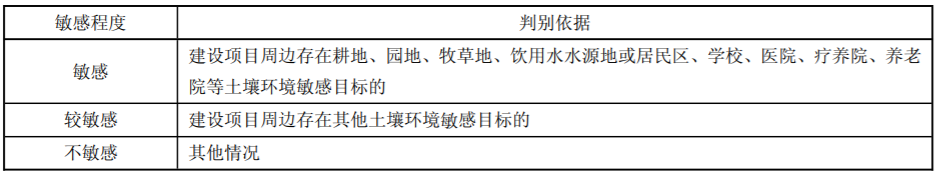 敏感程度 判别依据
敏感
建设项目周边存在耕地、园地、牧草地、饮用水水源地或居民区、学校、医院、疗养院、养老
院等土壤环境敏感目标的
较敏感 建设项目周边存在其他土壤环境敏感目标的
不敏感 其他情况